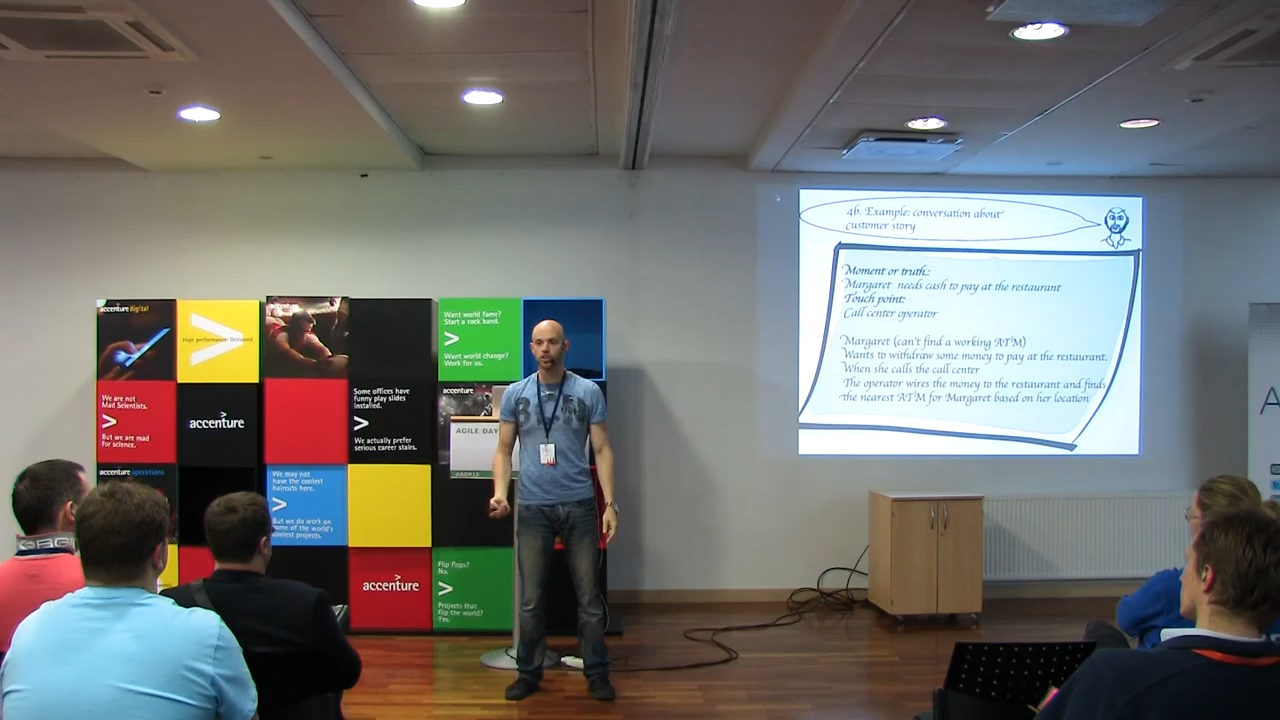 accenture digital
High performance. Delivered.
We are not
Mad Scientists.
But we are mad
for science.
accenture
accenture operations
We may not
have the coolest
haircuts here.
But we do work on
some of the world's
coolest projects.
Some offices have
funny play slides
installed.
We actually prefer
serious career stairs.
accenture
Want world fame?
Start a rock band.
Want world change?
Work for us.
accenture
AGILE DAY
Flip flops?
No.
Projects that
flip the world?
Yes.
4b. Example: conversation about
customer story
Moment or truth.:
Margaret needs cash to pay at the restaurant
Touch point:
Call center operator
Margaret (can't find a working ATM)
Wants to withdraw some money to pay at the restaurant.
When she calls the call center
The operator wires the money to the restaurant and finds
the nearest ATM for Margaret based on her location
A